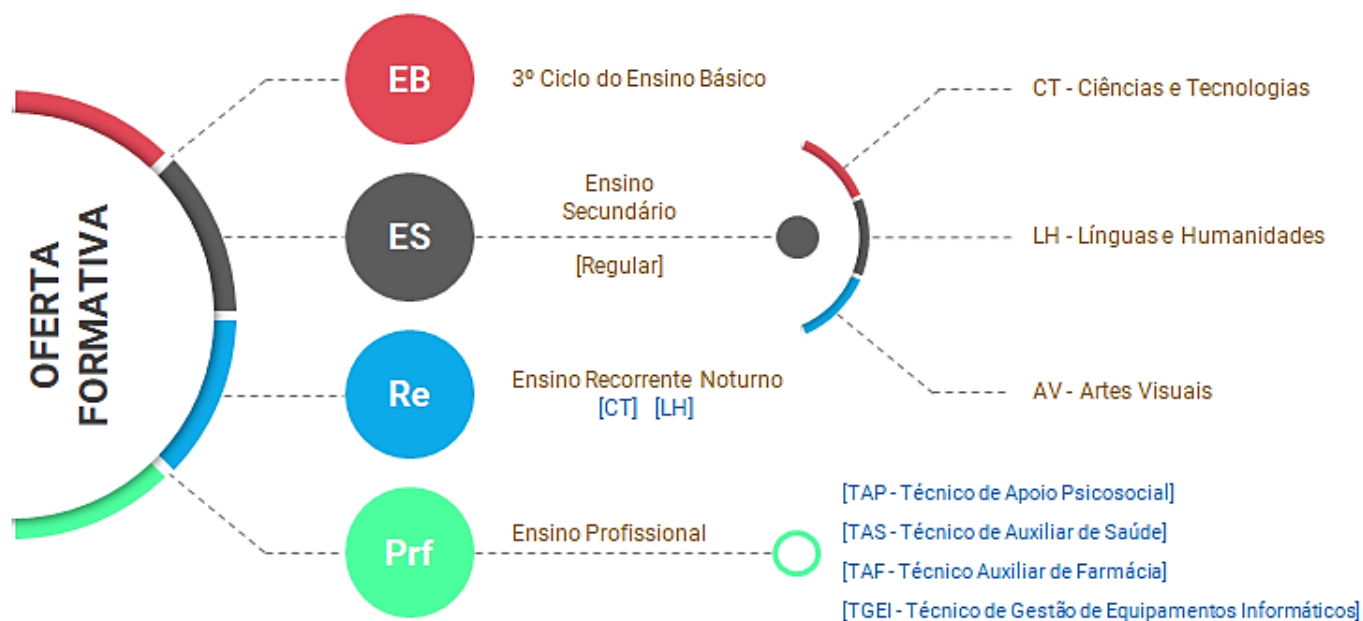 OFERTA
FORMATIVA
EB
3º Ciclo do Ensino Básico
ES
Ensino
Secundário
[Regular]
CT - Ciências e Tecnologias
LH - Línguas e Humanidades
AV - Artes Visuais
Re
Ensino Recorrente Noturno
[CT] [LH]
Prf
Ensino Profissional
[TAP - Técnico de Apoio Psicosocial]
[TAS - Técnico de Auxiliar de Saúde]
[TAF - Técnico Auxiliar de Farmácia]
[TGEI - Técnico de Gestão de Equipamentos Informáticos]